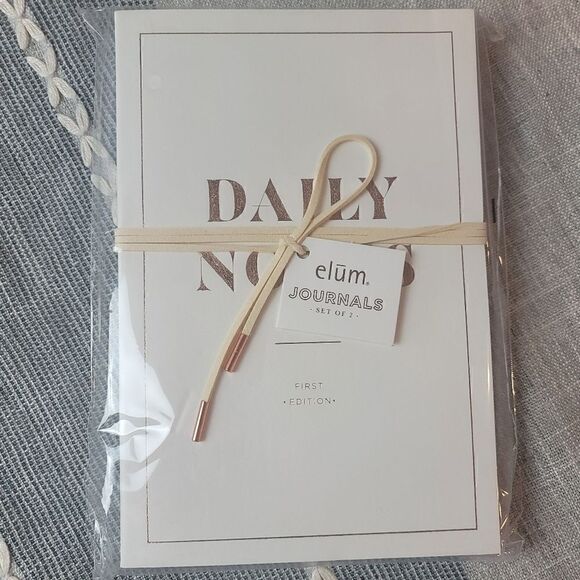 DAILY
elūm®
JOURNALS
- SET OF 2 -
FIRST
• EDITION •